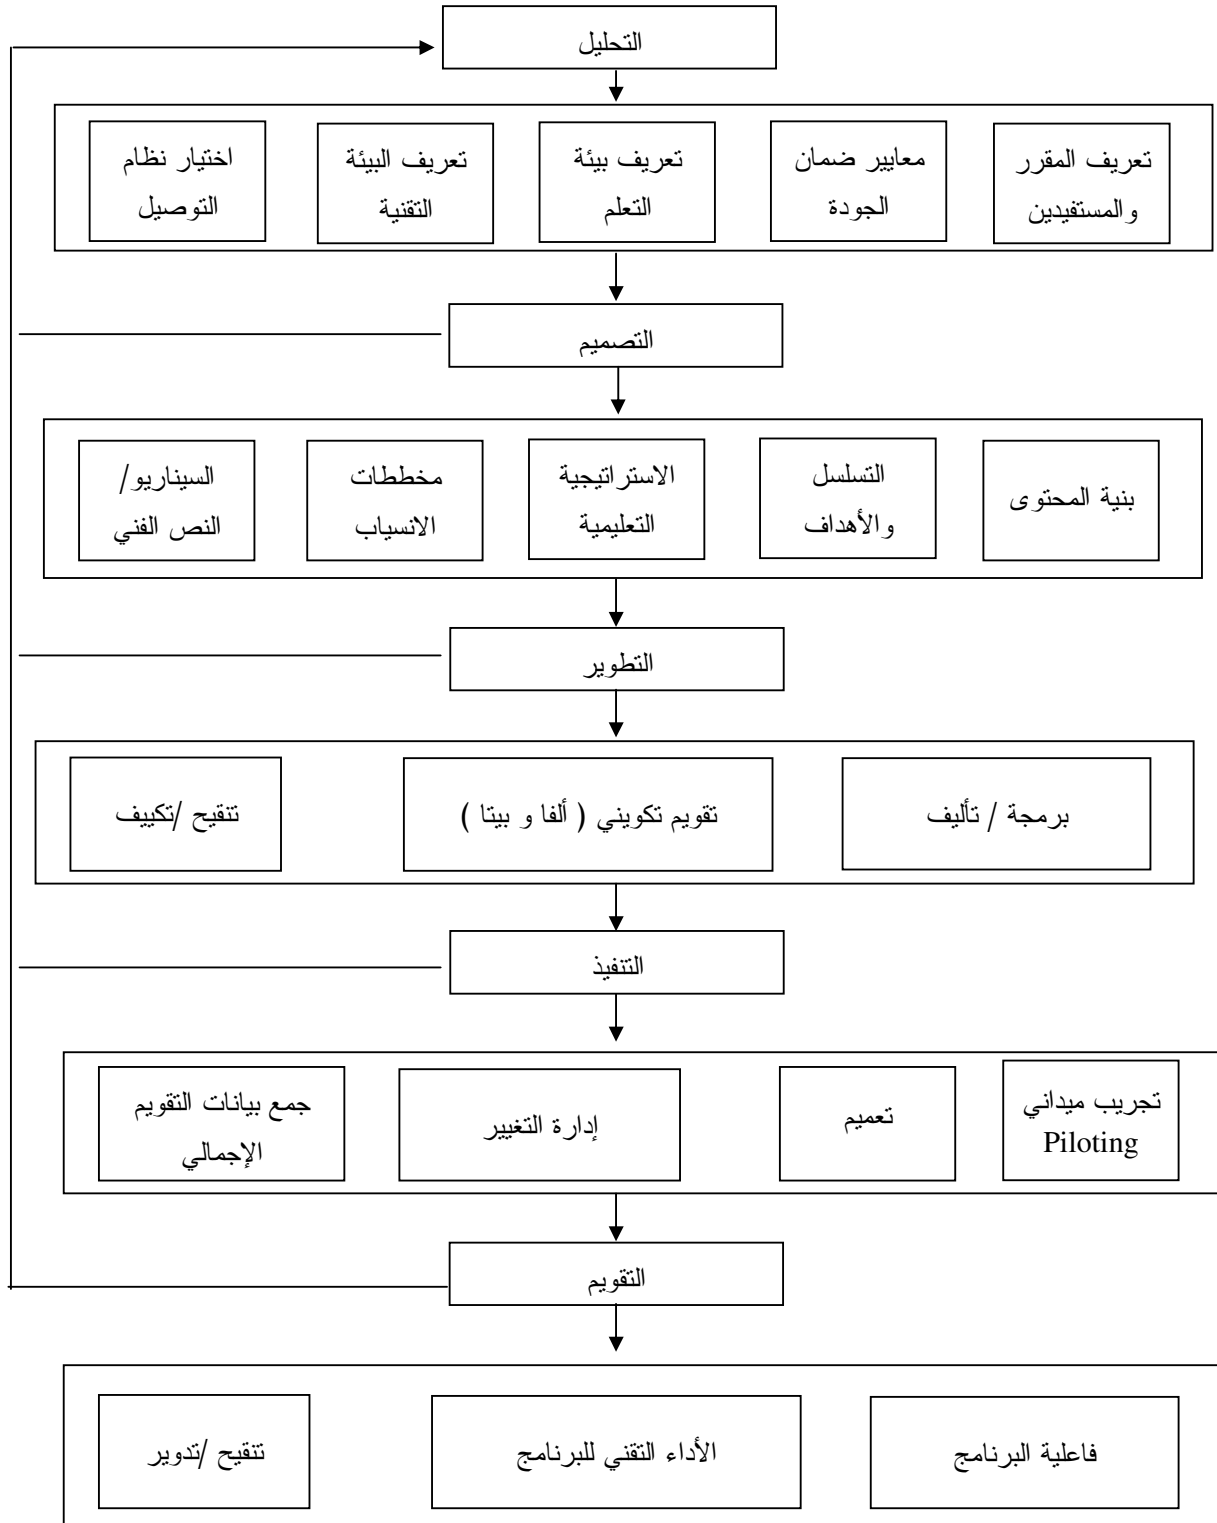 التحليل
تعريف المقرر
والمستفيدين
معايير ضمان
الجودة
تعريف بيئة
التعلم
تعريف البيئة
التقنية
اختيار نظام
التوصيل
التصميم
بنية المحتوى
التسلسل
والأهداف
الاستراتيجية
التعليمية
مخططات
الانسياب
السيناريو/
النص الفني
التطوير
برمجة / تأليف
تقويم تكويني ( ألفا و بيتا )
تنقيح /تكييف
التنفيذ
تجريب ميداني
Piloting
تعميم
إدارة التغيير
جمع بيانات التقويم
الإجمالي
التقويم
فاعلية البرنامج
الأداء التقني للبرنامج
تنقيح /تدوير